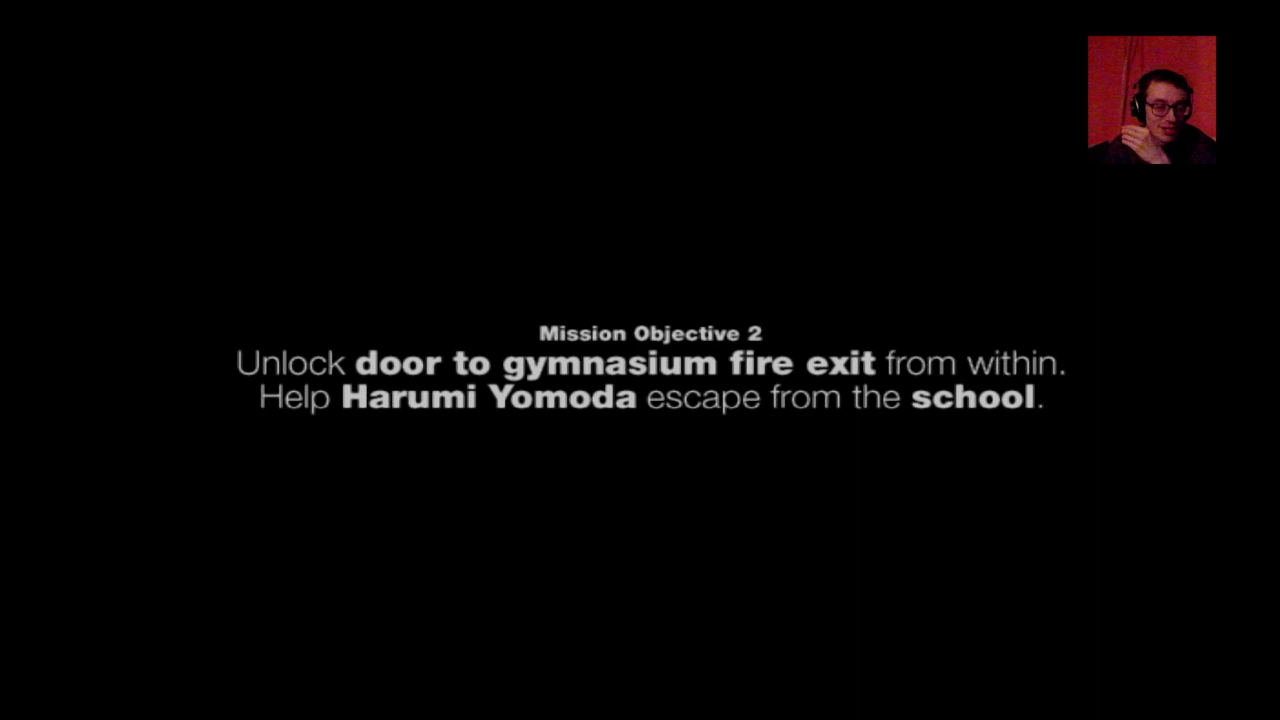 Mission Objective 2
Unlock door to gymnasium fire exit from within.
Help Harumi Yomoda escape from the school.